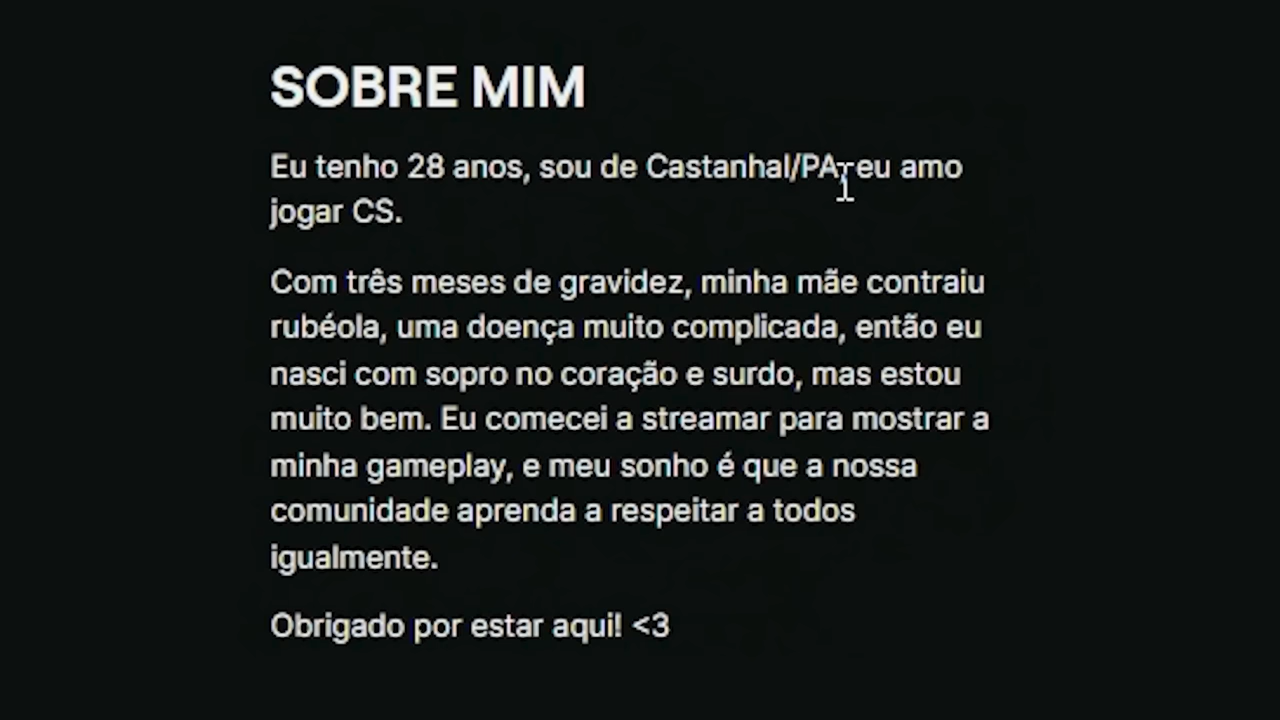 SOBRE MIM
Eu tenho 28 anos, sou de Castanhal/PA, eu amo
jogar CS.
Com três meses de gravidez, minha mãe contraiu
rubéola, uma doença muito complicada, então eu
nasci com sopro no coração e surdo, mas estou
muito bem. Eu comecei a streamar para mostrar a
minha gameplay, e meu sonho é que a nossa
comunidade aprenda a respeitar a todos
igualmente.
Obrigado por estar aqui! <3